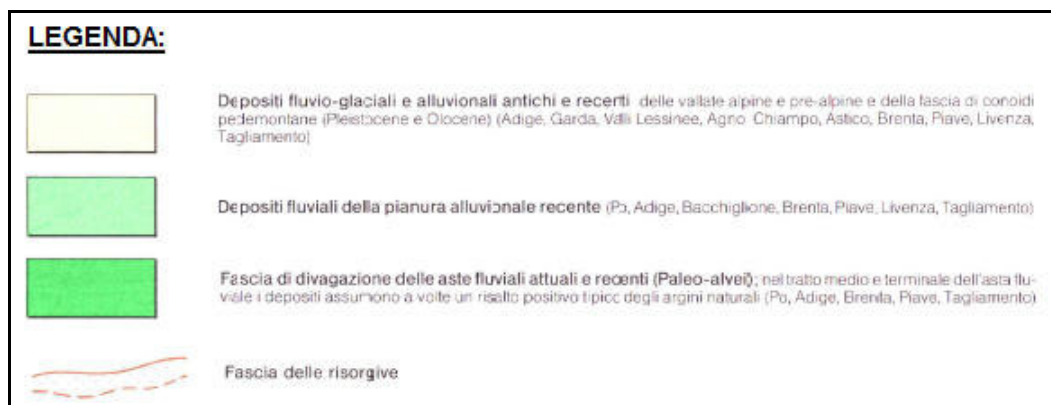 LEGENDA:
Depositi fluvio-glaciali e alluvionali antichi e recenti delle vallate alpine e pre-alpine e della fascia di conoidi
pedemontane (Pleistocene e Olocene) (Adige, Garda, Valli Lessinee, Agno Chiampo, Astico, Brenta, Piave, Livenza,
Tagliamento)
Depositi fluviali della pianura alluvionale recente (Po, Adige, Bacchiglione, Brenta, Piave, Livenza, Tagliamento)
Fascia di divagazione delle aste fluviali attuali e recenti (Paleo-alvei); nel tratto medio e terminale dell'asta flu-
viale i depositi assumono a volte un risalto positivo tipico degli argini naturali (Po, Adige, Brenta, Piave, Tagliamento)
Fascia delle risorgive